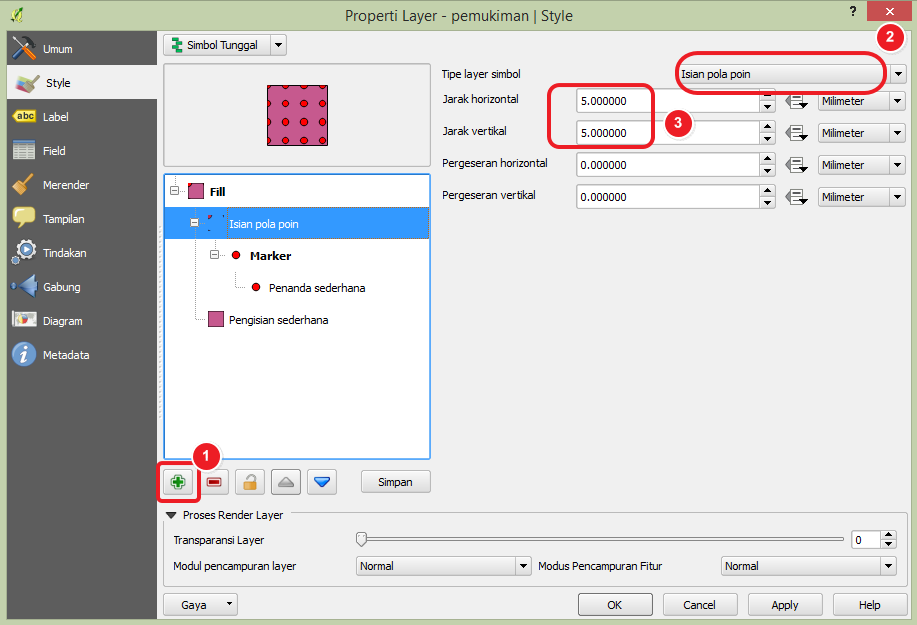 Properti Layer - pemukiman | Style
?
×
2
Umum
Style
abc Label
Field
Merender
Tampilan
Tindakan
Gabung
Diagram
i Metadata
Simbol Tunggal
Fill
Isian pola poin
Marker
Penanda sederhana
Pengisian sederhana
1
Simpan
Tipe layer simbol Isian pola poin
Jarak horizontal 5.000000 Milimeter
3
Jarak vertikal 5.000000 Milimeter
Pergeseran horizontal 0.000000 Milimeter
Pergeseran vertikal 0.000000 Milimeter
Proses Render Layer
Transparansi Layer 0
Modul pencampuran layer Normal Modus Pencampuran Fitur Normal
Gaya OK Cancel Apply Help